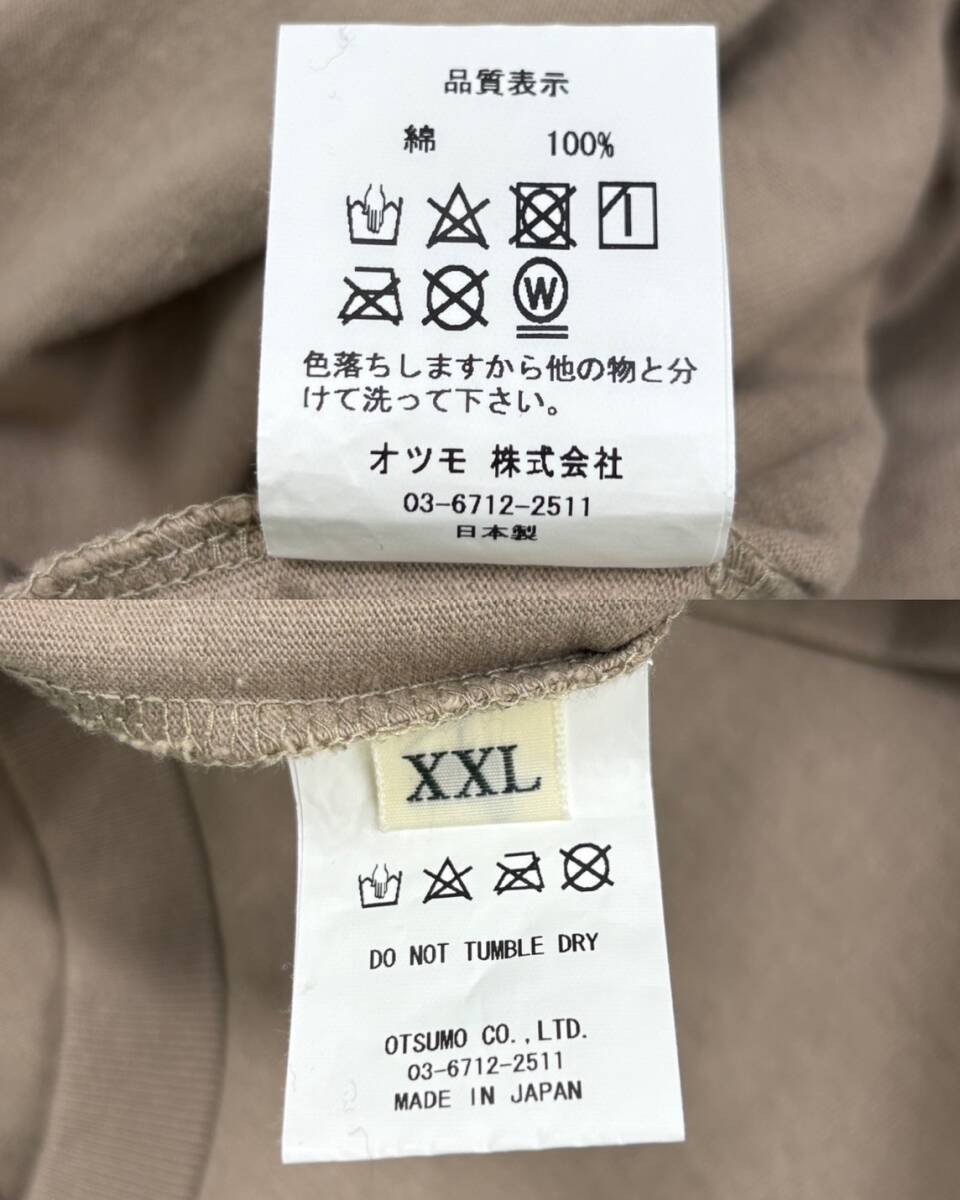 品質表示
綿 100%
W
色落ちしますから他の物と分
けて洗って下さい。
オツモ 株式会社
03-6712-2511
日本製
XXL
DO NOT TUMBLE DRY
OTSUMO CO.,LTD.
03-6712-2511
MADE IN JAPAN